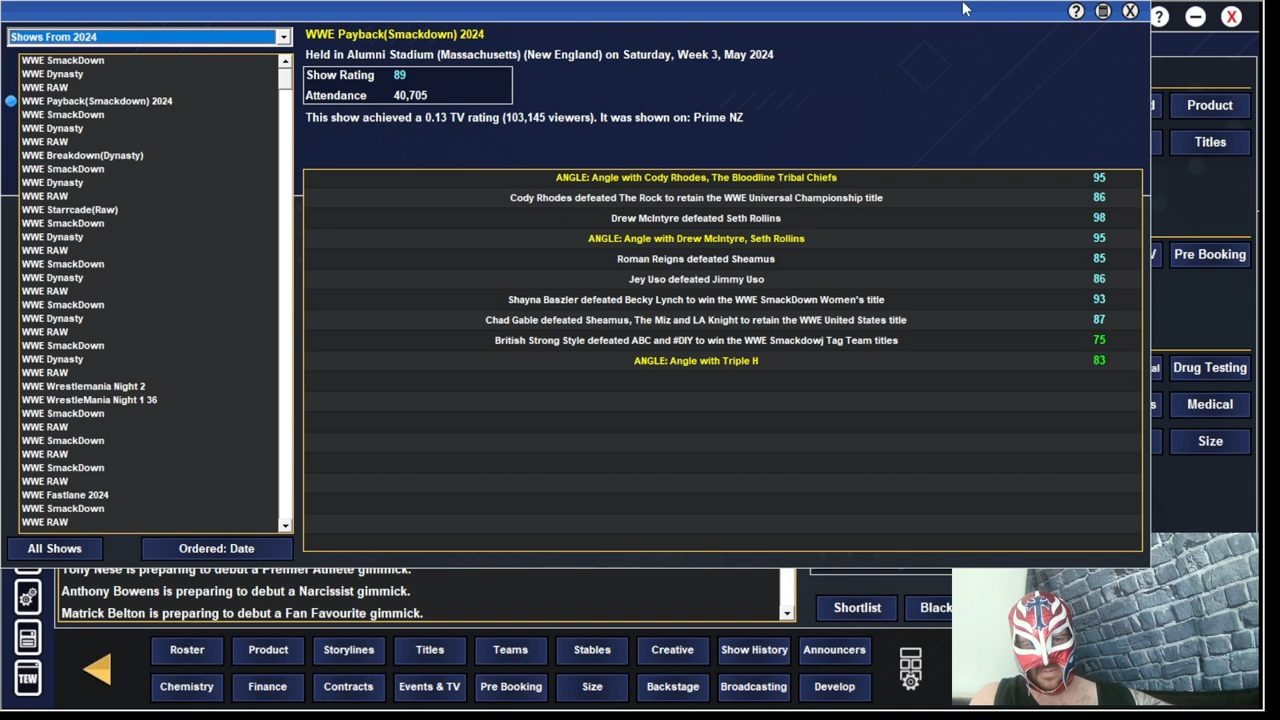 Shows From 2024
WWE SmackDown
WWE Dynasty
WWE RAW
WWE Payback(Smackdown) 2024
WWE SmackDown
WWE Dynasty
WWE RAW
WWE Breakdown(Dynasty)
WWE SmackDown
WWE Dynasty
WWE RAW
WWE Starrcade(Raw)
WWE SmackDown
WWE Dynasty
WWE RAW
WWE SmackDown
WWE Dynasty
WWE RAW
WWE SmackDown
WWE Dynasty
WWE RAW
WWE SmackDown
WWE Dynasty
WWE RAW
WWE Wrestlemania Night 2
WWE WrestleMania Night 1 36
WWE SmackDown
WWE RAW
WWE SmackDown
WWE RAW
WWE SmackDown
WWE RAW
WWE Fastlane 2024
WWE SmackDown
WWE RAW
All Shows
Ordered: Date
WWE Payback(Smackdown) 2024
Held in Alumni Stadium (Massachusetts) (New England) on Saturday, Week 3, May 2024
Show Rating 89
Attendance 40,705
This show achieved a 0.13 TV rating (103,145 viewers). It was shown on: Prime NZ
ANGLE: Angle with Cody Rhodes, The Bloodline Tribal Chiefs 95
Cody Rhodes defeated The Rock to retain the WWE Universal Championship title 86
Drew McIntyre defeated Seth Rollins 98
ANGLE: Angle with Drew McIntyre, Seth Rollins 95
Roman Reigns defeated Sheamus 85
Jey Uso defeated Jimmy Uso 86
Shayna Baszler defeated Becky Lynch to win the WWE SmackDown Women's title 93
Chad Gable defeated Sheamus, The Miz and LA Knight to retain the WWE United States title 87
British Strong Style defeated ABC and #DIY to win the WWE Smackdowj Tag Team titles 75
ANGLE: Angle with Triple H 83
? X
? X
Product
Titles
Pre Booking
Drug Testing
Medical
Size
Tony Nese is preparing to debut a Premier Athlete gimmick.
Anthony Bowens is preparing to debut a Narcissist gimmick.
Matrick Belton is preparing to debut a Fan Favourite gimmick.
Shortlist
Black
TEW
Roster Product Storylines Titles Teams Stables Creative Show History Announcers
Chemistry Finance Contracts Events & TV Pre Booking Size Backstage Broadcasting Develop